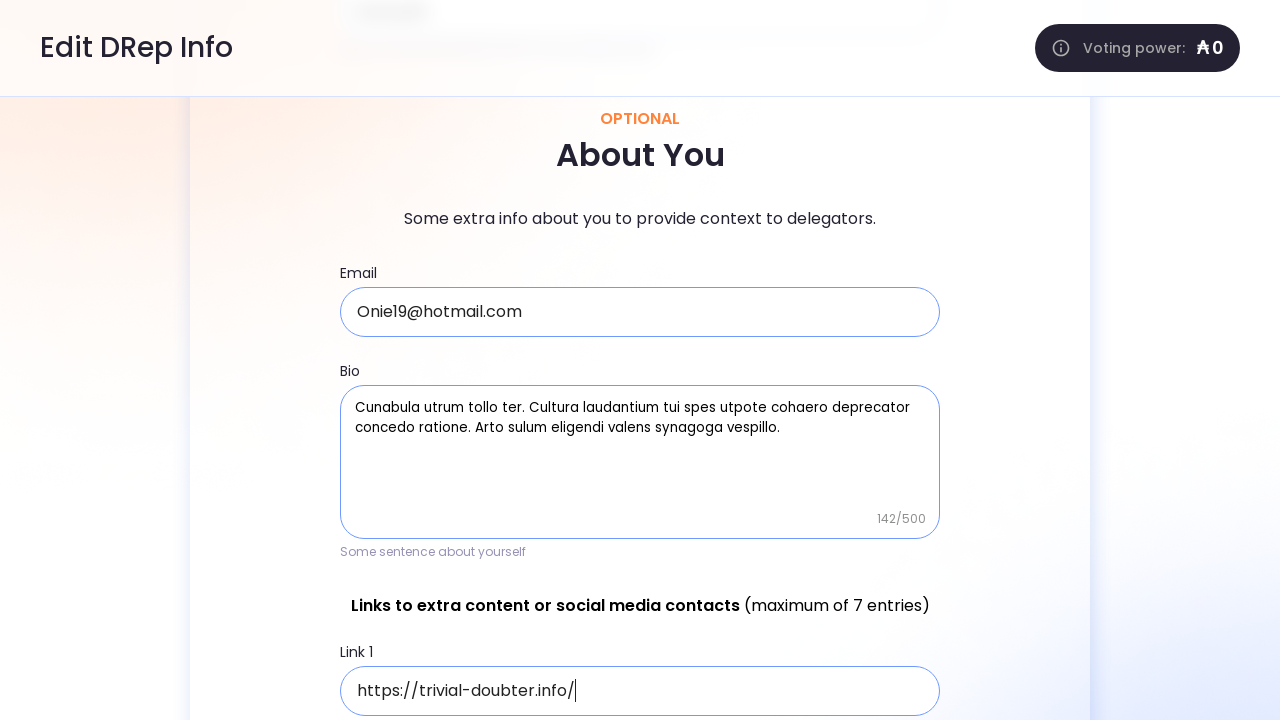 Edit DRep Info
Voting power: ₳0
OPTIONAL
About You
Some extra info about you to provide context to delegators.
Email
Onie19@hotmail.com
Bio
Cunabula utrum tollo ter. Cultura laudantium tui spes utpote cohaero deprecator
concedo ratione. Arto sulum eligendi valens synagoga vespillo.
142/500
Some sentence about yourself
Links to extra content or social media contacts (maximum of 7 entries)
Link 1
https://trivial-doubter.info/